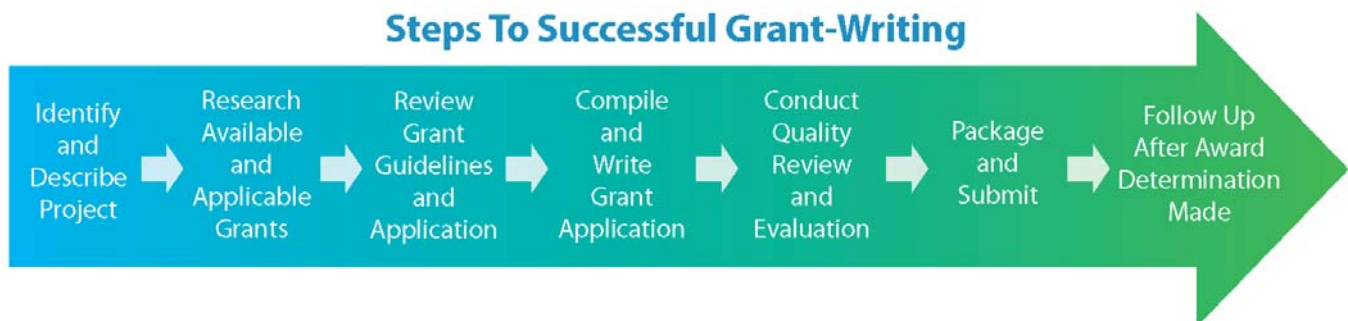 Steps To Successful Grant-Writing
Identify
and
Describe
Project
Research
Available
and
Applicable
Grants
Review
Grant
Guidelines
and
Application
Compile
and
Write
Grant
Application
Conduct
Quality
Review
and
Evaluation
Package
and
Submit
Follow Up
After Award
Determination
Made